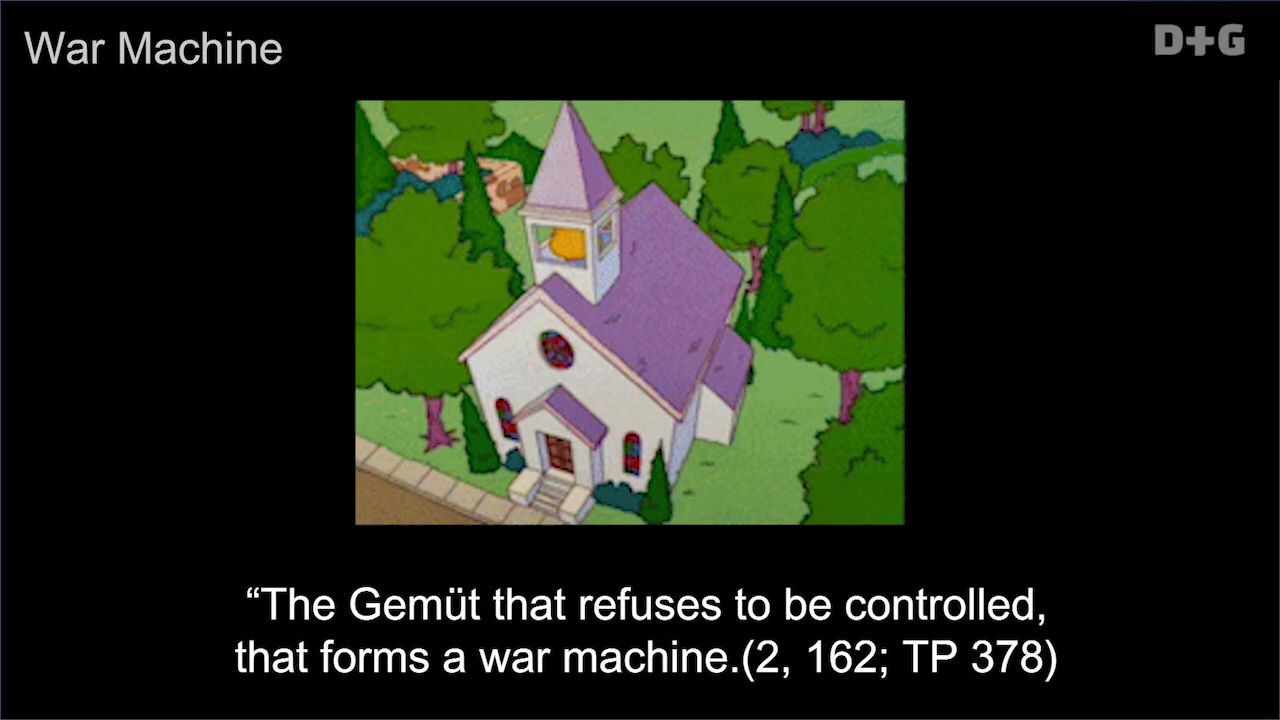 War Machine
D+G
“The Gemüt that refuses to be controlled,
that forms a war machine.(2, 162; TP 378)